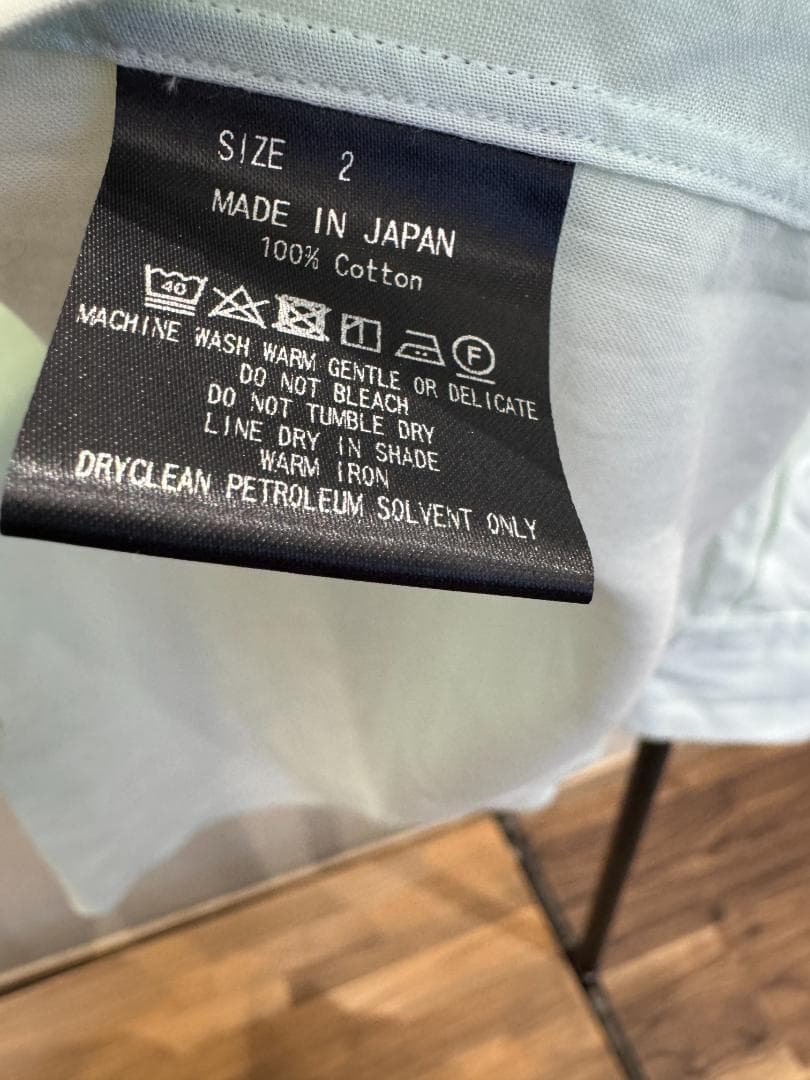 SIZE 2
MADE IN JAPAN
100% Cotton
40 F
MACHINE WASH WARM GENTLE OR DELICATE
DO NOT BLEACH
DO NOT TUMBLE DRY
LINE DRY IN SHADE
WARM IRON
DRYCLEAN PETROLEUM SOLVENT ONLY